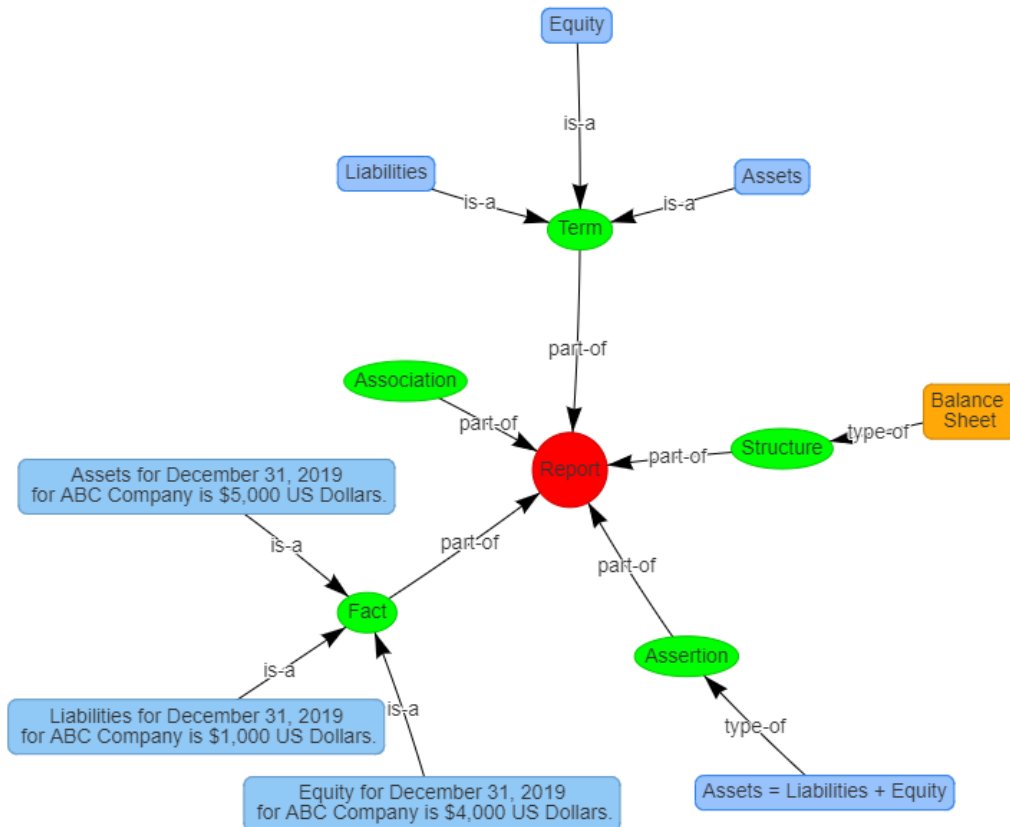 Equity
is-a
Liabilities
Assets
is-a
is-a
Term
part-of
Association
part-of
Balance
Sheet
type-of
Structure
part-of
Report
Assets for December 31, 2019
for ABC Company is $5,000 US Dollars.
is-a
part-of
part-of
Fact
Assertion
is-a
Liabilities for December 31, 2019
for ABC Company is $1,000 US Dollars.
is-a
type-of
Equity for December 31, 2019
for ABC Company is $4,000 US Dollars.
Assets = Liabilities + Equity